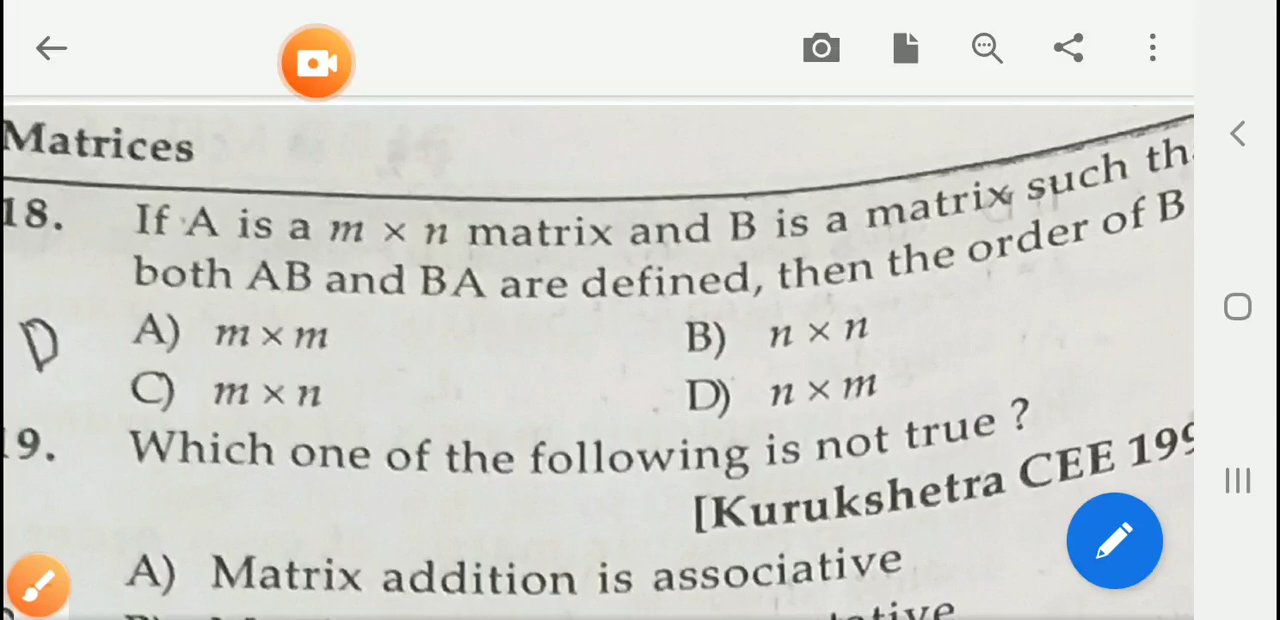 Matrices
18. If A is a m × n matrix and B is a matrix such
both AB and BA are defined, then the order of B
D A) m × m B) n × n
C) m × n D) n × m
9. Which one of the following is not true ?
[Kurukshetra CEE
A) Matrix addition is associative